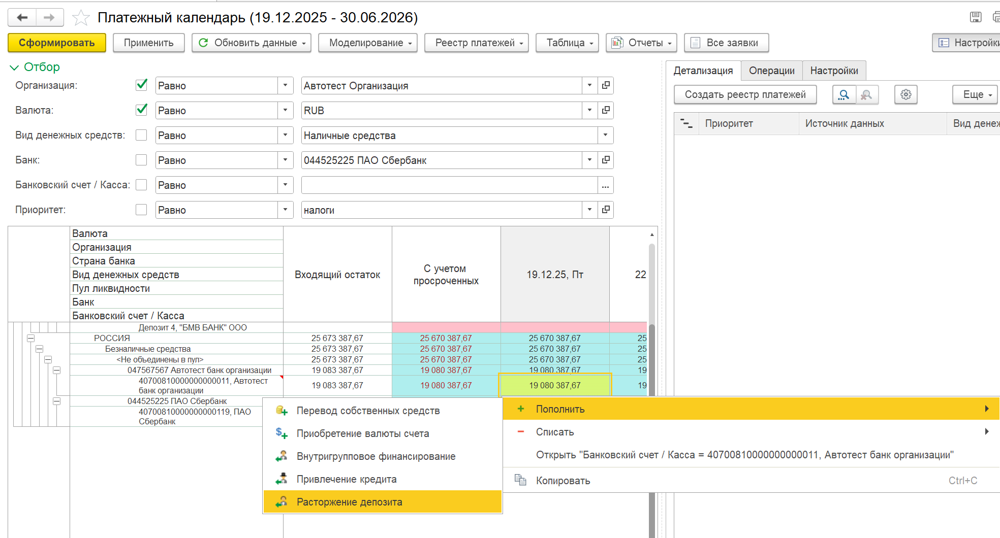 Платежный календарь (19.12.2025 - 30.06.2026)
Сформировать
Применить
Обновить данные
Моделирование
Реестр платежей
Таблица
Отчеты
Все заявки
Настройки
Отбор
Организация:
Равно
Автотест Организация
Валюта:
Равно
RUB
Вид денежных средств:
Равно
Наличные средства
Банк:
Равно
044525225 ПАО Сбербанк
Банковский счет / Касса:
Равно
...
Приоритет:
Равно
налоги
Детализация
Операции
Настройки
Создать реестр платежей
Еще
Приоритет
Источник данных
Вид денеж
Валюта
Организация
Страна банка
Вид денежных средств
Пул ликвидности
Банк
Банковский счет / Касса
Входящий остаток
С учетом
просроченных
19.12.25, Пт
22
Депозит 4, "БМВ БАНК" ООО
РОССИЯ 25 673 387,67 25 670 387,67 25 670 387,67 25
Безналичные средства 25 673 387,67 25 670 387,67 25 670 387,67 25
<Не объединены в пул> 25 673 387,67 25 670 387,67 25 670 387,67 25
047567567 Автотест банк организации 19 083 387,67 19 080 387,67 19 080 387,67 19
40700810000000000011, Автотест
банк организации
19 083 387,67 19 080 387,67 19 080 387,67 19
044525225 ПАО Сбербанк
40700810000000000119, ПАО
Сбербанк
Перевод собственных средств
Приобретение валюты счета
Внутригрупповое финансирование
Привлечение кредита
Расторжение депозита
Пополнить
Списать
Открыть "Банковский счет / Касса = 40700810000000000011, Автотест банк организации"
Копировать Ctrl+C